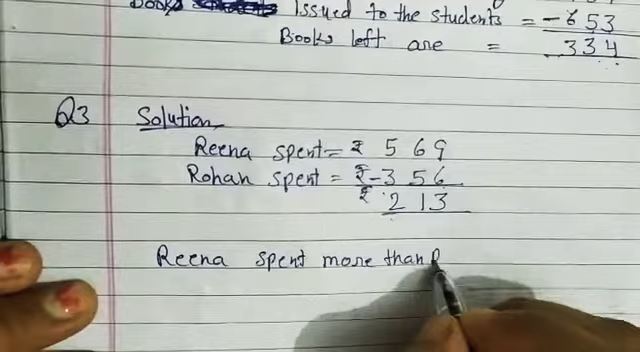 Books Issued to the students = - 653
Books left are = 334
Q3 Solution
Reena spent = ₹ 569
Rohan spent = ₹ - 356
₹ 213
Reena spent more than